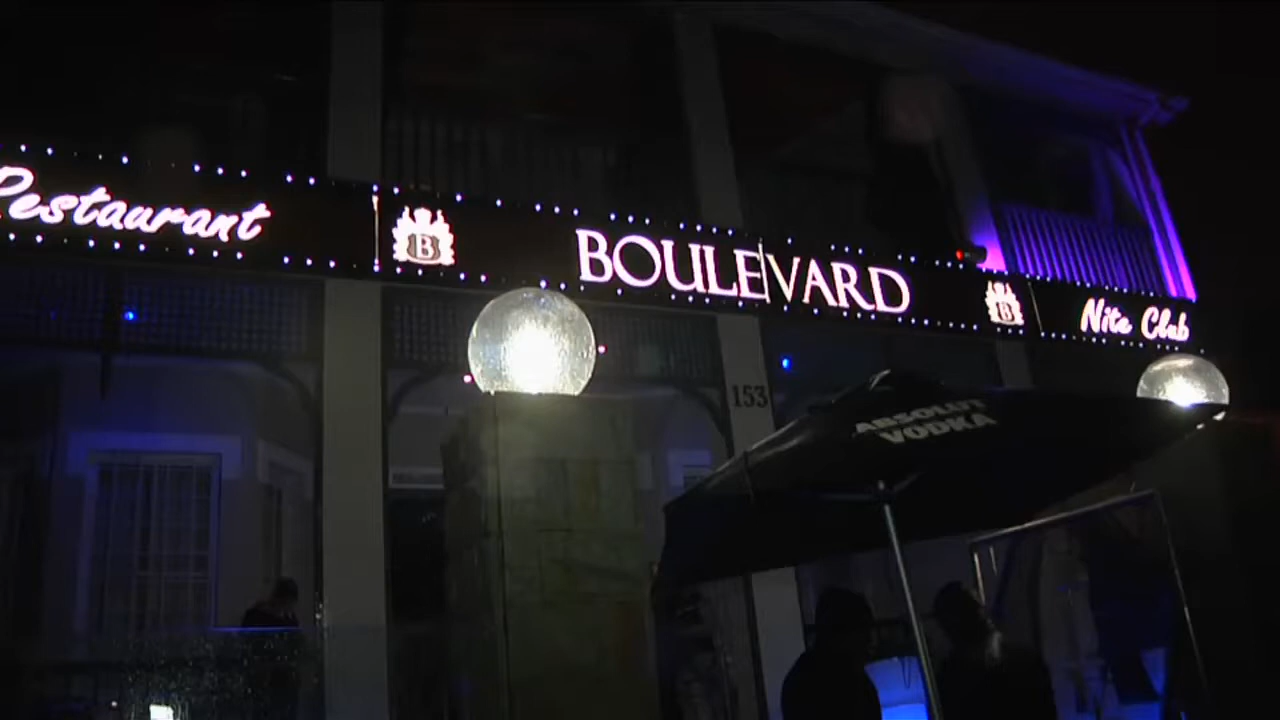 Restaurant
B
BOULEVARD
B
Nite Club
153
ABSOLUT
VODKA